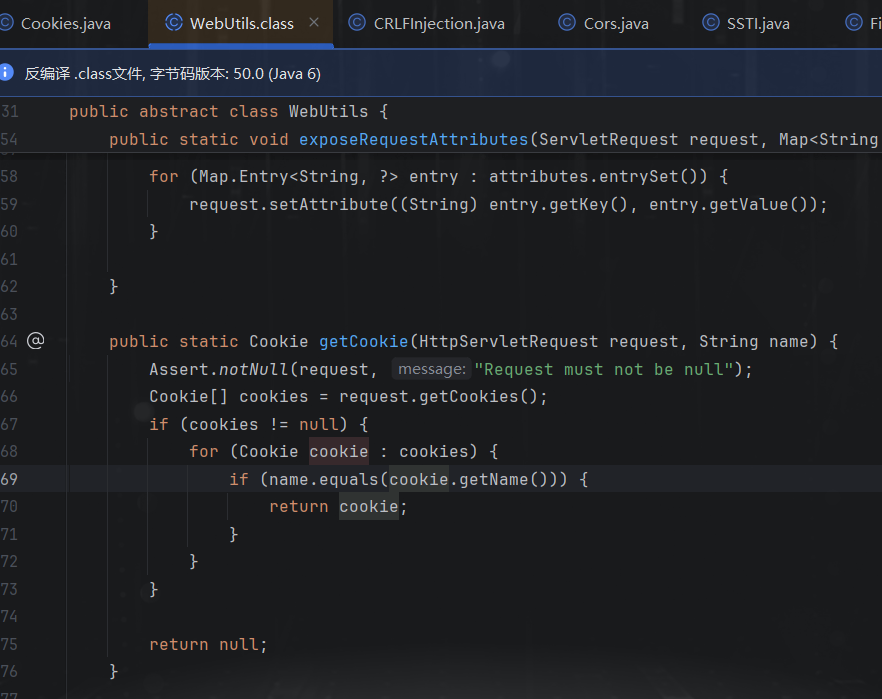 Cookies.java WebUtils.class CRLFInjection.java Cors.java SSTI.java Fi
反编译 .class文件, 字节码版本: 50.0 (Java 6)
31 public abstract class WebUtils {
54 public static void exposeRequestAttributes(ServletRequest request, Map<String
58 for (Map.Entry<String, ?> entry : attributes.entrySet()) {
59 request.setAttribute((String) entry.getKey(), entry.getValue());
60 }
61
62 }
63
64 public static Cookie getCookie(HttpServletRequest request, String name) {
65 Assert.notNull(request, message: "Request must not be null");
66 Cookie[] cookies = request.getCookies();
67 if (cookies != null) {
68 for (Cookie cookie : cookies) {
69 if (name.equals(cookie.getName())) {
70 return cookie;
71 }
72 }
73 }
74
75 return null;
76 }
77